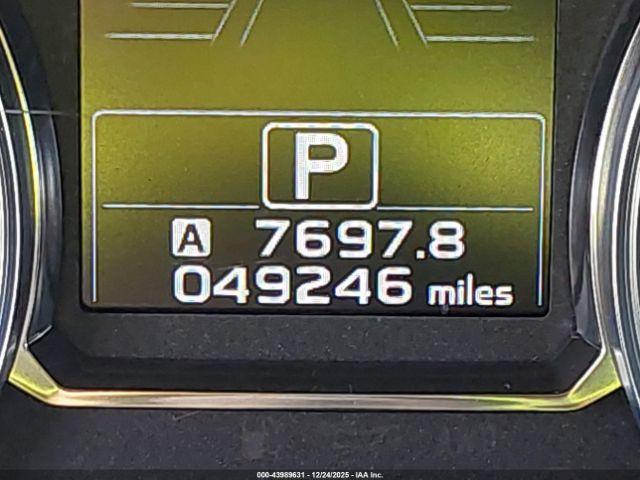 P
A 7697.8
049246 miles
000-43989631 - 12/24/2025 - IAA Inc.